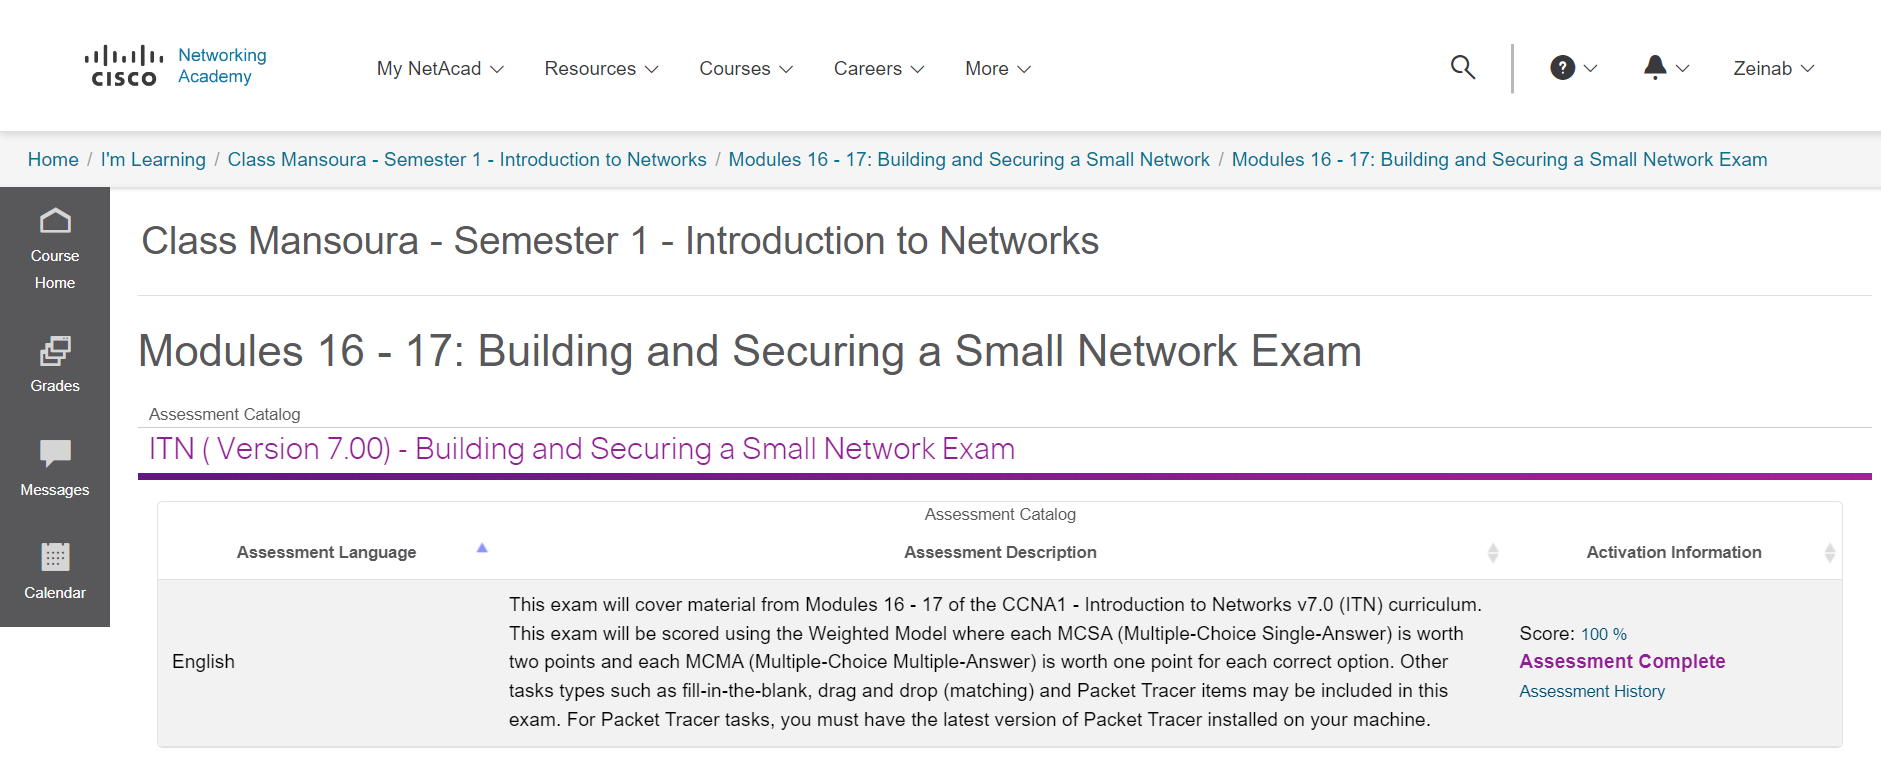 CISCO Networking
Academy
My NetAcad Resources Courses Careers More ? Zeinab
Home / I'm Learning / Class Mansoura - Semester 1 - Introduction to Networks / Modules 16 - 17: Building and Securing a Small Network / Modules 16 - 17: Building and Securing a Small Network Exam
Course
Home
Grades
Messages
Calendar
Class Mansoura - Semester 1 - Introduction to Networks
Modules 16 - 17: Building and Securing a Small Network Exam
Assessment Catalog
ITN ( Version 7.00) - Building and Securing a Small Network Exam
Assessment Catalog
Assessment Language Assessment Description Activation Information
English
This exam will cover material from Modules 16 - 17 of the CCNA1 - Introduction to Networks v7.0 (ITN) curriculum.
This exam will be scored using the Weighted Model where each MCSA (Multiple-Choice Single-Answer) is worth
two points and each MCMA (Multiple-Choice Multiple-Answer) is worth one point for each correct option. Other
tasks types such as fill-in-the-blank, drag and drop (matching) and Packet Tracer items may be included in this
exam. For Packet Tracer tasks, you must have the latest version of Packet Tracer installed on your machine.
Score: 100 %
Assessment Complete
Assessment History